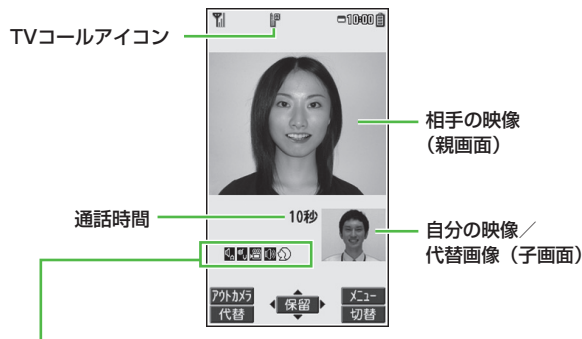 10:00
TVコールアイコン
相手の映像
（親画面）
通話時間
10秒
自分の映像／
代替画像（子画面）
アウトカメラ
メニュー
代替
保留
切替